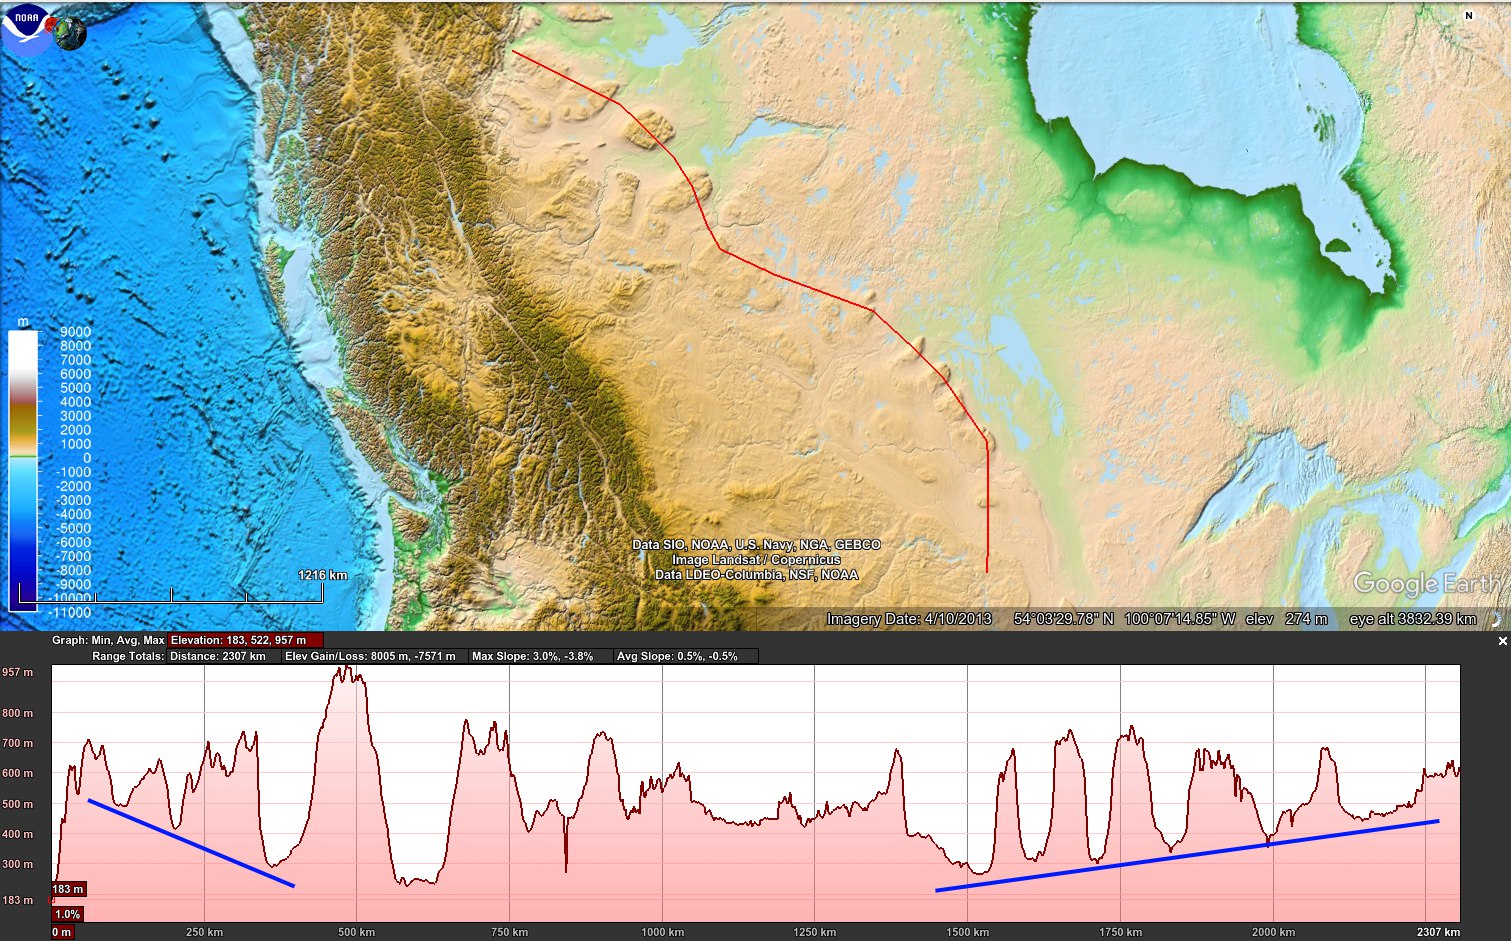 NOAA
N
m
9000
8000
7000
6000
5000
4000
3000
2000
1000
0
-1000
-2000
-3000
-4000
-5000
-6000
-7000
-8000
-9000
-10000
-11000
1216 km
Data SIO, NOAA, U.S. Navy, NGA, GEBCO
Image Landsat / Copernicus
Data LDEO-Columbia, NSF, NOAA
Google Earth
Imagery Date: 4/10/2013 54°03'29.78" N 100°07'14.85" W elev 274 m eye alt 3832.39 km
Graph: Min, Avg, Max Elevation: 183, 522, 957 m
Range Totals: Distance: 2307 km Elev Gain/Loss: 8005 m, -7571 m Max Slope: 3.0%, -3.8% Avg Slope: 0.5%, -0.5%
957 m
800 m
700 m
600 m
500 m
400 m
300 m
183 m
183 m
1.0%
0 m 250 km 500 km 750 km 1000 km 1250 km 1500 km 1750 km 2000 km 2307 km